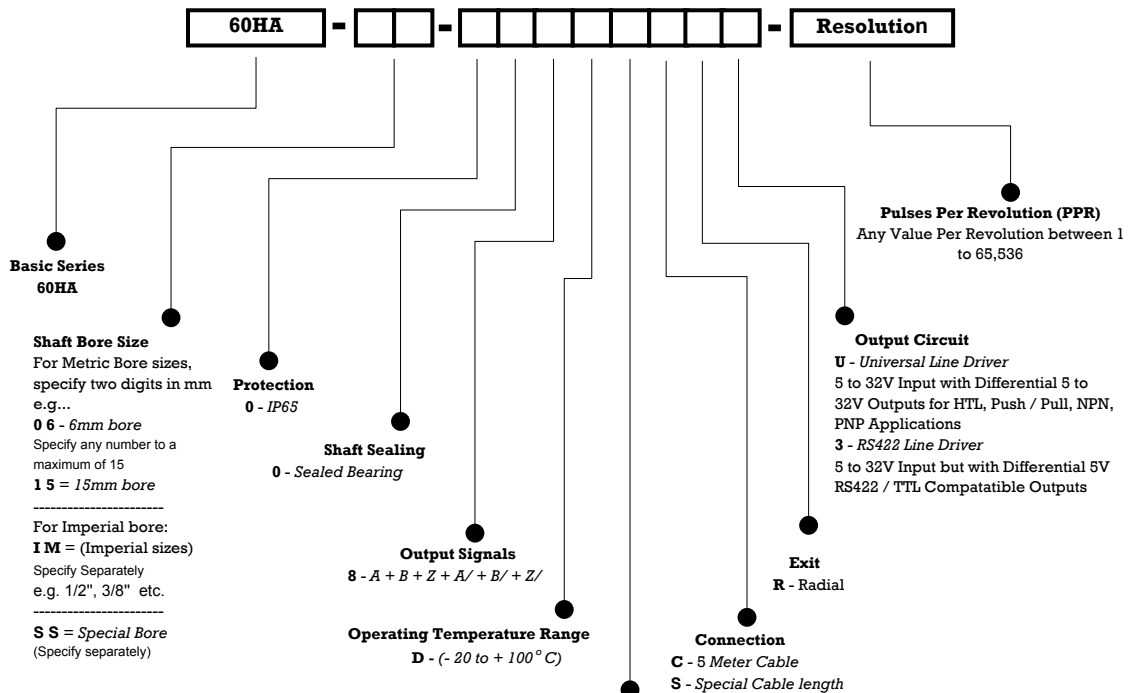 60HA - - - Resolution
Pulses Per Revolution (PPR)
Any Value Per Revolution between 1
to 65,536
Basic Series
60HA
Shaft Bore Size
For Metric Bore sizes,
specify two digits in mm
e.g...
0 6 - 6mm bore
Specify any number to a
maximum of 15
1 5 = 15mm bore
-----------------------
For Imperial bore:
I M = (Imperial sizes)
Specify Separately
e.g. 1/2", 3/8" etc.
-----------------------
S S = Special Bore
(Specify separately)
Protection
0 - IP65
Shaft Sealing
0 - Sealed Bearing
Output Signals
8 - A + B + Z + A/ + B/ + Z/
Operating Temperature Range
D - (- 20 to + 100° C)
Output Circuit
U - Universal Line Driver
5 to 32V Input with Differential 5 to
32V Outputs for HTL, Push / Pull, NPN,
PNP Applications
3 - RS422 Line Driver
5 to 32V Input but with Differential 5V
RS422 / TTL Compatatible Outputs
Exit
R - Radial
Connection
C - 5 Meter Cable
S - Special Cable length